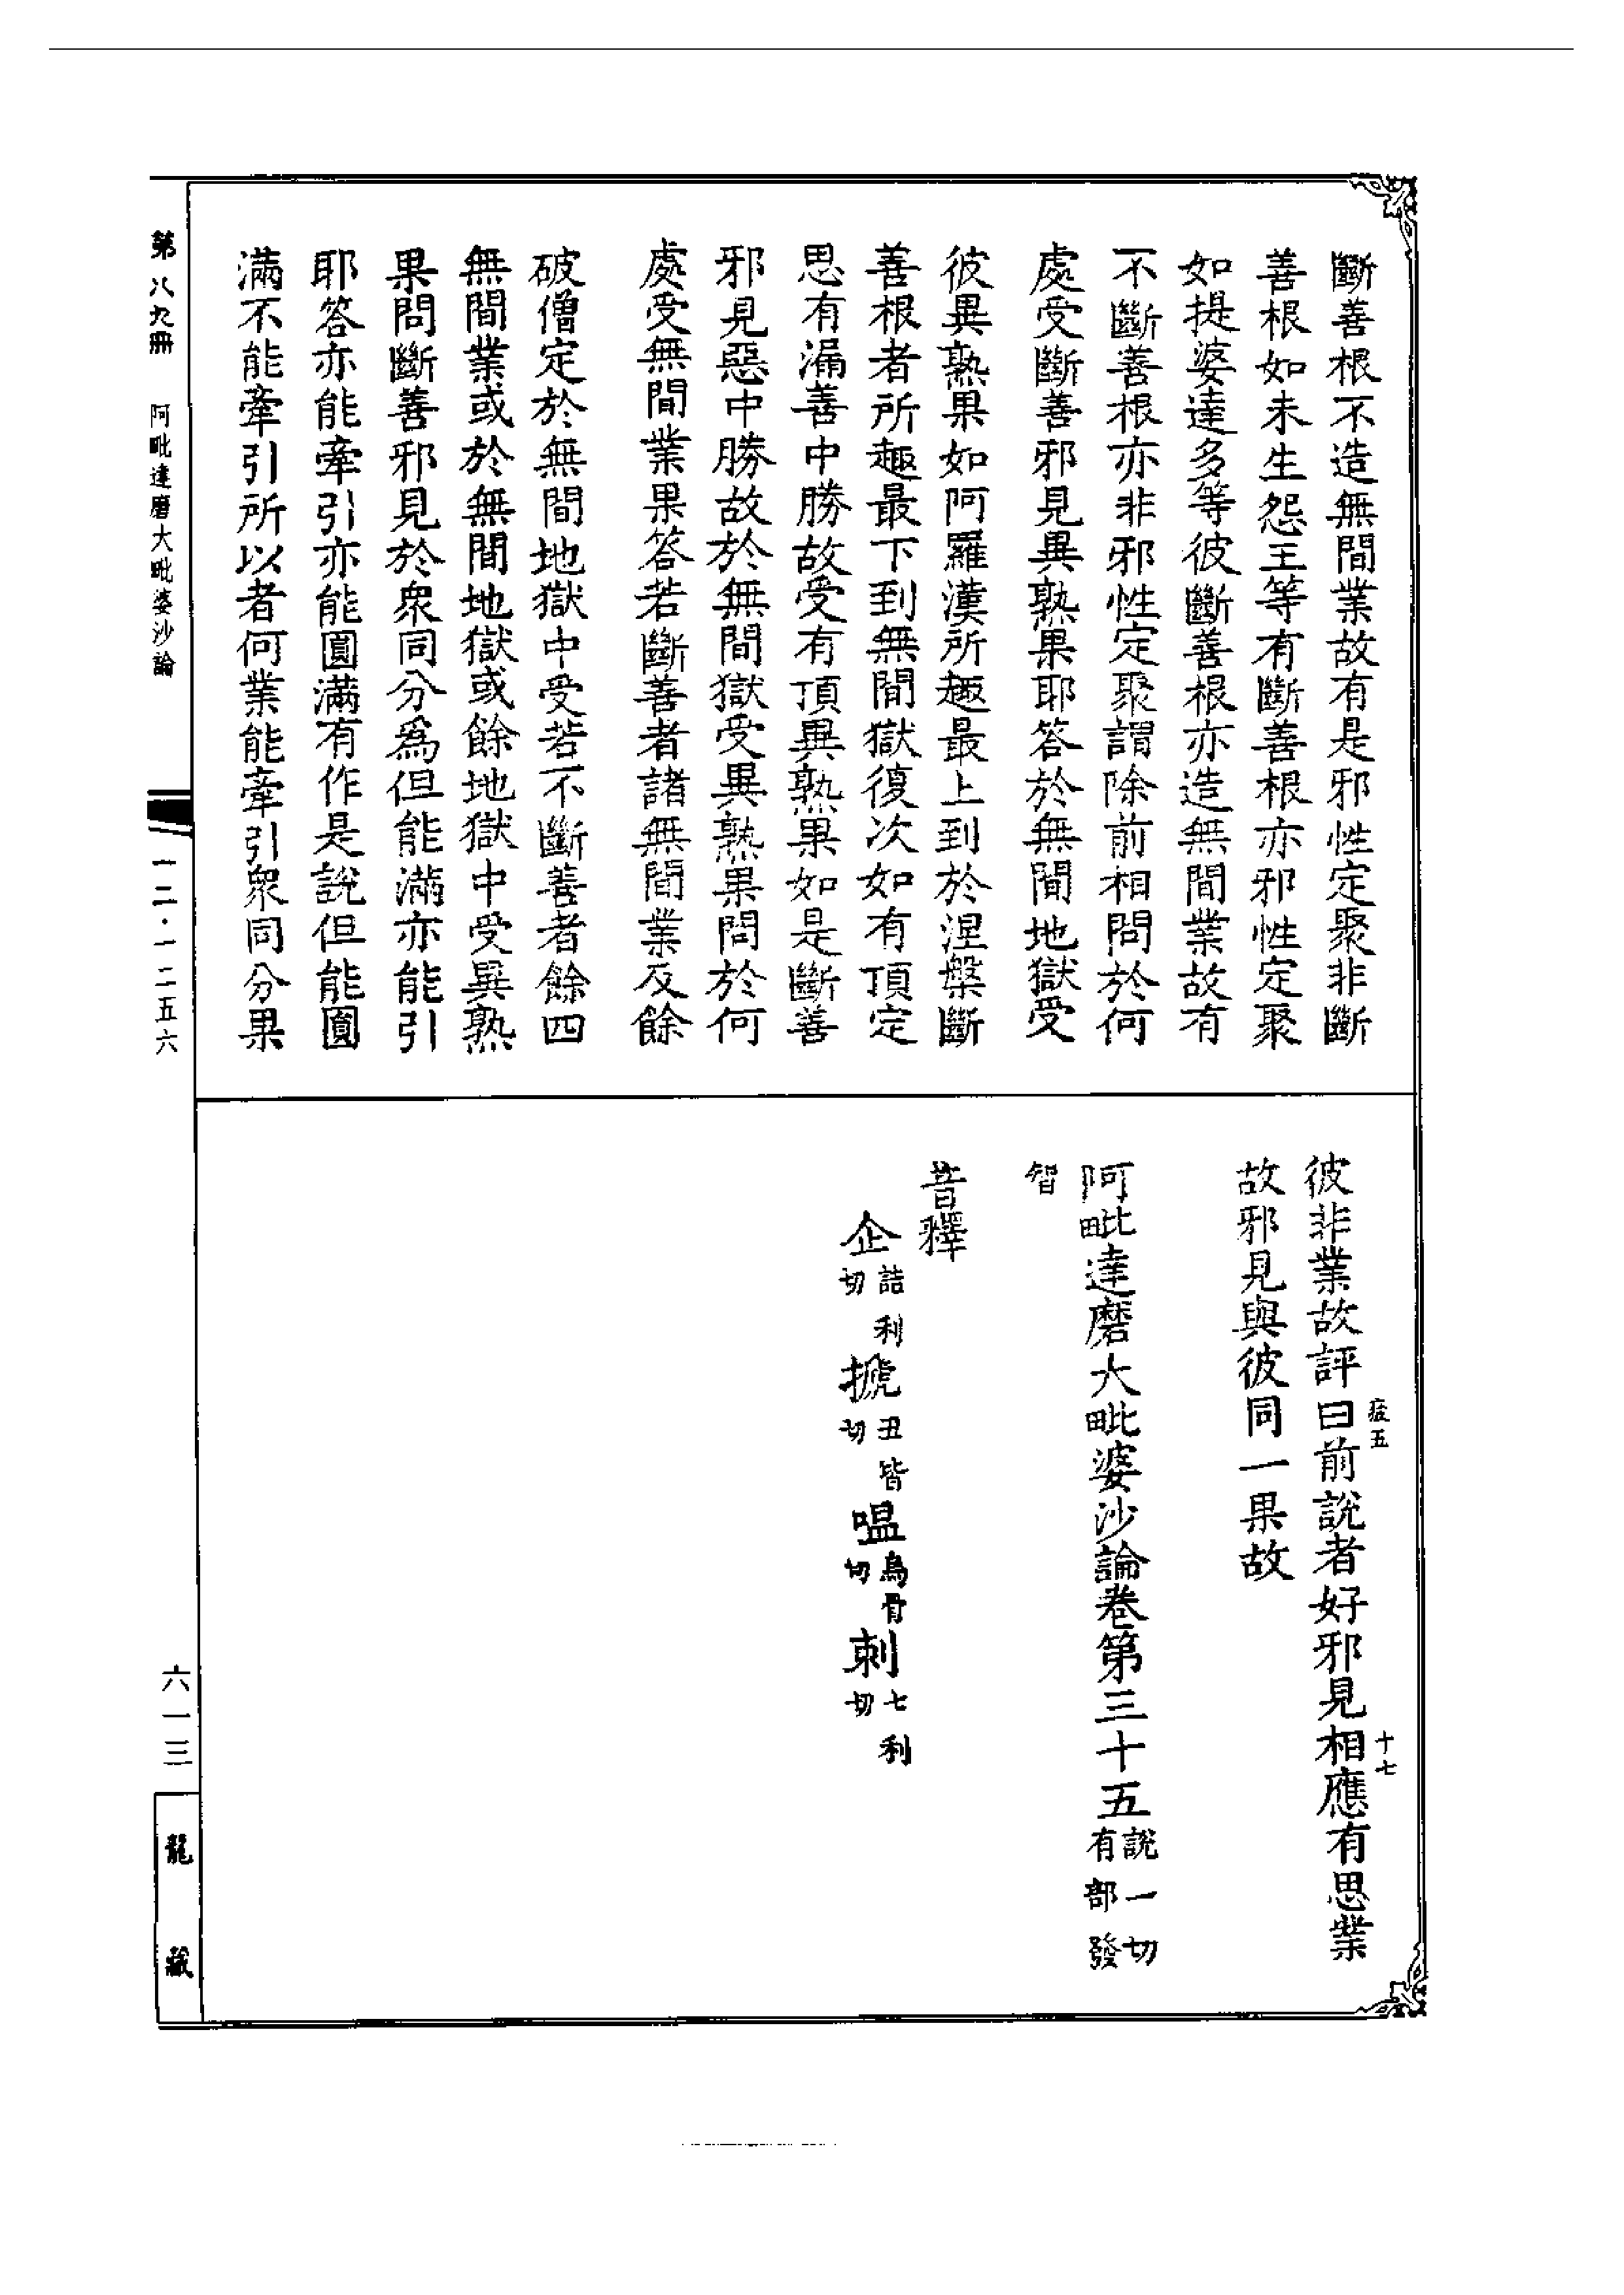 斷善根不造無間業故有是邪性定聚非斷
善根如未生怨王等有斷善根亦邪性定聚
如提婆達多等彼斷善根亦造無間業故有
不斷善根亦非邪性定聚謂除前相問於何
處受斷善邪見異熟果耶答於無間地獄受
彼異熟果如阿羅漢所趣最上到於涅槃斷
善根者所趣最下到無間獄復次如有頂定
思有漏善中勝故受有頂異熟果如是斷善
邪見惡中勝故於無間獄受異熟果問於何
處受無間業果答若斷善者諸無間業及餘
破僧定於無間地獄中受若不斷善者餘四
無間業或於無間地獄或餘地獄中受異熟
果問斷善邪見於衆同分爲但能滿亦能引
耶答亦能牽引亦能圓滿有作是說但能圓
滿不能牽引所以者何業能牽引衆同分果
彼非業故評曰前說者好邪見相應有思業
疲五
十七
故邪見與彼同一果故
阿毗達磨大毗婆沙論卷第三十五說一切有部發
智
音釋
企詰利切
搋丑皆切
嗢烏骨切
刺七利切
第八九冊 阿毗達磨大毗婆沙論
一二·一二五六
六一三
龍藏